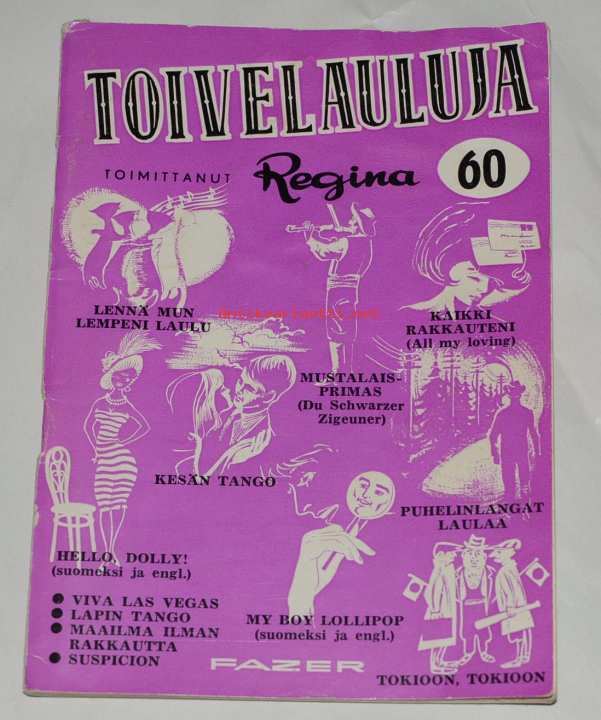 TOIVELAULUJA
TOIMITTANUT Regina 60
LENNÄ MUN
LEMPENI LAULU
KAIKKI
RAKKAUTENI
(All my loving)
MUSTALAIS-
PRIMAS
(Du Schwarzer
Zigeuner)
KESÄN TANGO
PUHELINLANGAT
LAULAA
HELLO, DOLLY!
(suomeksi ja engl.)
● VIVA LAS VEGAS
● LAPIN TANGO
● MAAILMA ILMAN
RAKKAUTTA
● SUSPICION
MY BOY LOLLIPOP
(suomeksi ja engl.)
FAZER
TOKIOON, TOKIOON